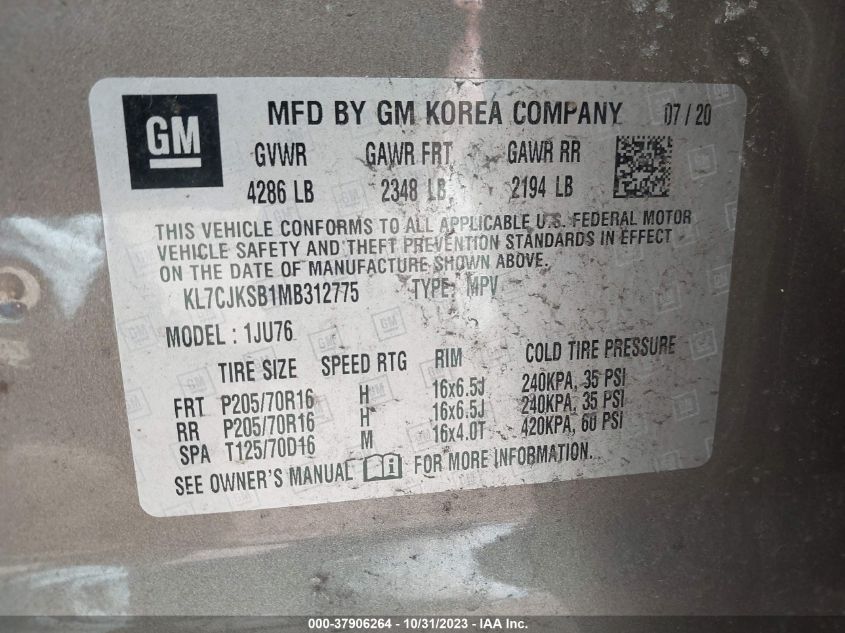 GM
MFD BY GM KOREA COMPANY 07/20
GVWR GAWR FRT GAWR RR
4286 LB 2348 LB 2194 LB
THIS VEHICLE CONFORMS TO ALL APPLICABLE U.S. FEDERAL MOTOR
VEHICLE SAFETY AND THEFT PREVENTION STANDARDS IN EFFECT
ON THE DATE OF MANUFACTURE SHOWN ABOVE.
KL7CJKSB1MB312775 TYPE: MPV
MODEL : 1JU76
TIRE SIZE SPEED RTG RIM COLD TIRE PRESSURE
FRT P205/70R16 H 16x6.5J 240KPA, 35 PSI
RR P205/70R16 H 16x6.5J 240KPA, 35 PSI
SPA T125/70D16 M 16x4.0T 420KPA, 60 PSI
SEE OWNER'S MANUAL FOR MORE INFORMATION.
000-37906264 - 10/31/2023 - IAA Inc.